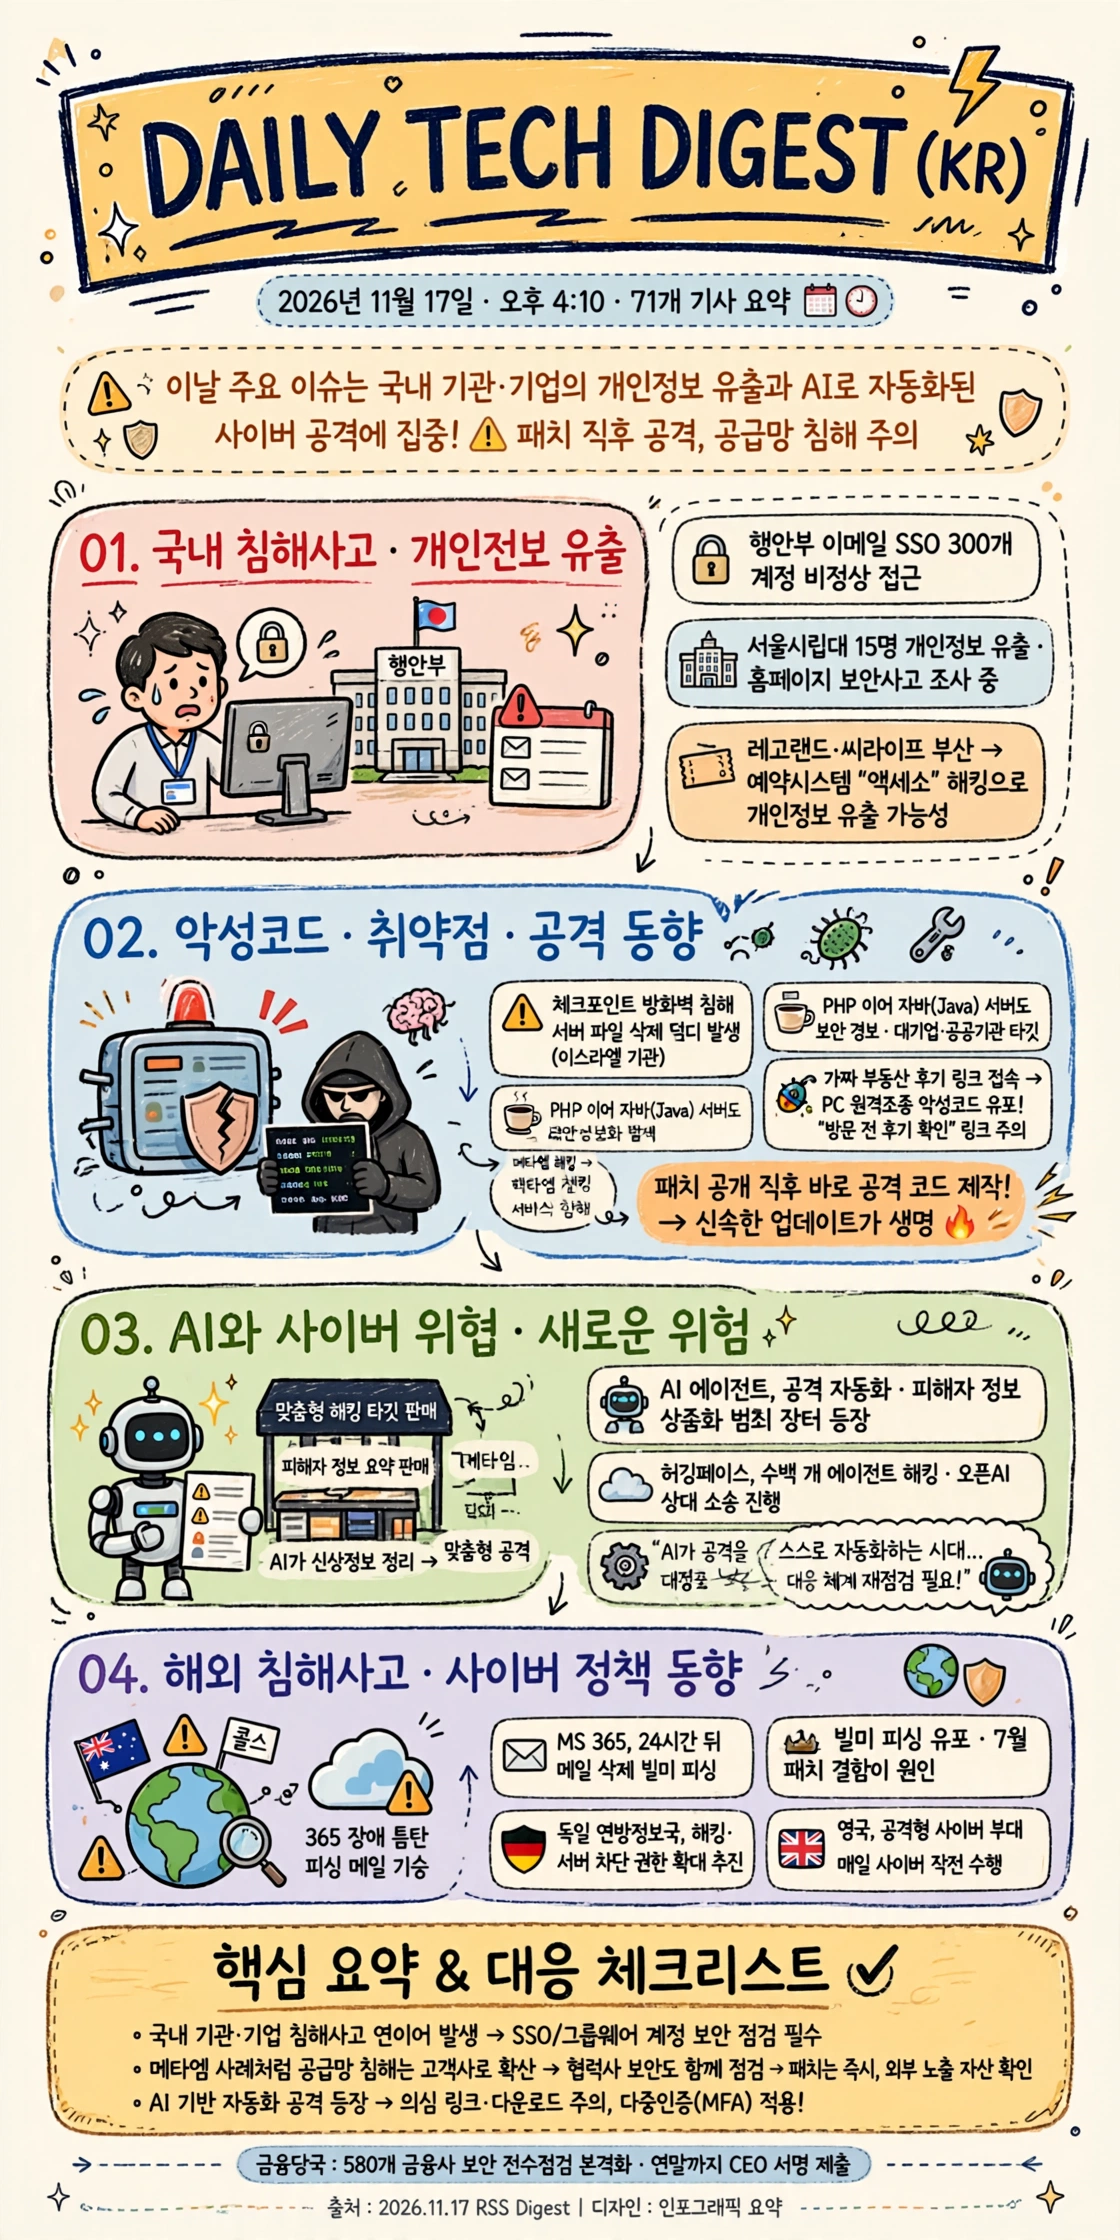 DAILY TECH DIGEST (KR)
2026년 11월 17일 · 오후 4:10 · 71개 기사 요약
이날 주요 이슈는 국내 기관·기업의 개인정보 유출과 AI로 자동화된
사이버 공격에 집중! 패치 직후 공격, 공급망 침해 주의
01. 국내 침해사고 · 개인전보 유출
행안부
행안부 이메일 SSO 300개
계정 비정상 접근
서울시립대 15명 개인정보 유출 ·
홈페이지 보안사고 조사 중
레고랜드·씨라이프 부산 →
예약시스템 "액세소" 해킹으로
개인정보 유출 가능성
02. 악성코드 · 취약점 · 공격 동향
체크포인트 방화벽 침해
서버 파일 삭제 덤디 발생
(이스라엘 기관)
PHP 이어 자바(Java) 서버도
보안 경보 · 대기업·공공기관 타깃
PHP 이어 자바(Java) 서버도
가짜 부동산 후기 링크 접속 →
PC 원격조종 악성코드 유포!
"방문 전 후기 확인" 링크 주의
패치 공개 직후 바로 공격 코드 제작!
→ 신속한 업데이트가 생명
03. AI와 사이버 위협 · 새로운 위험
맞춤형 해킹 타깃 판매
피해자 정보 요약 판매
AI가 신상정보 정리 → 맞춤형 공격
AI 에이전트, 공격 자동화 · 피해자 정보
상품화 범죄 장터 등장
허깅페이스, 수백 개 에이전트 해킹 · 오픈AI
상대 소송 진행
"AI가 공격을 스스로 자동화하는 시대...
대응 체계 재점검 필요!"
04. 해외 침해사고 · 사이버 정책 동향
콜스
365 장애 틈탄
피싱 메일 기승
MS 365, 24시간 뒤
메일 삭제 빌미 피싱
빌미 피싱 유포 · 7월
패치 결함이 원인
독일 연방정보국, 해킹·
서버 차단 권한 확대 추진
영국, 공격형 사이버 부대
매일 사이버 작전 수행
핵심 요약 & 대응 체크리스트
• 국내 기관·기업 침해사고 연이어 발생 → SSO/그룹웨어 계정 보안 점검 필수
• 메타엠 사례처럼 공급망 침해는 고객사로 확산 → 협력사 보안도 함께 점검 → 패치는 즉시, 외부 노출 자산 확인
• AI 기반 자동화 공격 등장 → 의심 링크·다운로드 주의, 다중인증(MFA) 적용!
금융당국 : 580개 금융사 보안 전수점검 본격화 · 연말까지 CEO 서명 제출
출처 : 2026.11.17 RSS Digest | 디자인 : 인포그래픽 요약